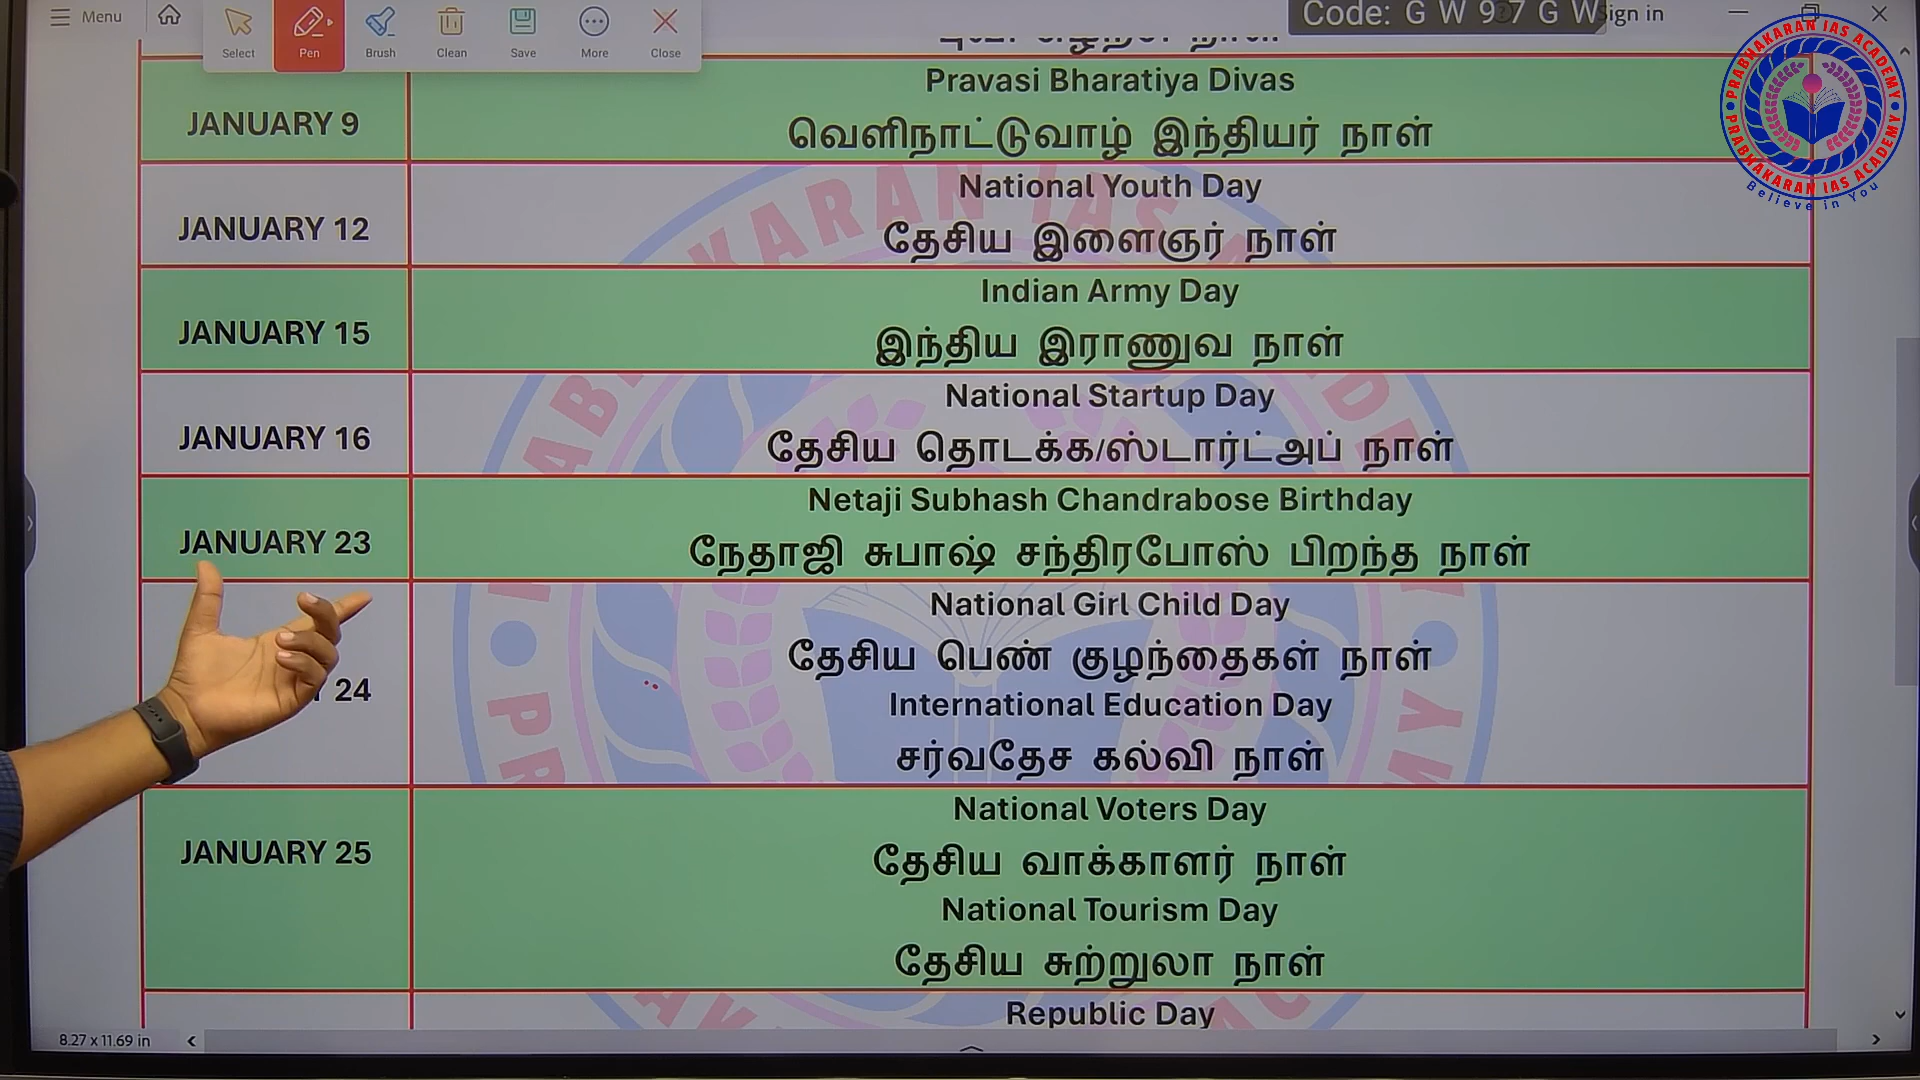 Menu
Select
Pen
Brush
Clean
Save
More
Close
Code: G W 9 7 G W
Sign in
PRABHAKARAN IAS ACADEMY
PRABHAKARAN IAS ACADEMY
Believe in You
JANUARY 9
Pravasi Bharatiya Divas
வெளிநாட்டுவாழ் இந்தியர் நாள்
JANUARY 12
National Youth Day
தேசிய இளைஞர் நாள்
JANUARY 15
Indian Army Day
இந்திய இராணுவ நாள்
JANUARY 16
National Startup Day
தேசிய தொடக்க/ஸ்டார்ட்அப் நாள்
JANUARY 23
Netaji Subhash Chandrabose Birthday
நேதாஜி சுபாஷ் சந்திரபோஸ் பிறந்த நாள்
24
National Girl Child Day
தேசிய பெண் குழந்தைகள் நாள்
International Education Day
சர்வதேச கல்வி நாள்
JANUARY 25
National Voters Day
தேசிய வாக்காளர் நாள்
National Tourism Day
தேசிய சுற்றுலா நாள்
Republic Day
8.27 x 11.69 in